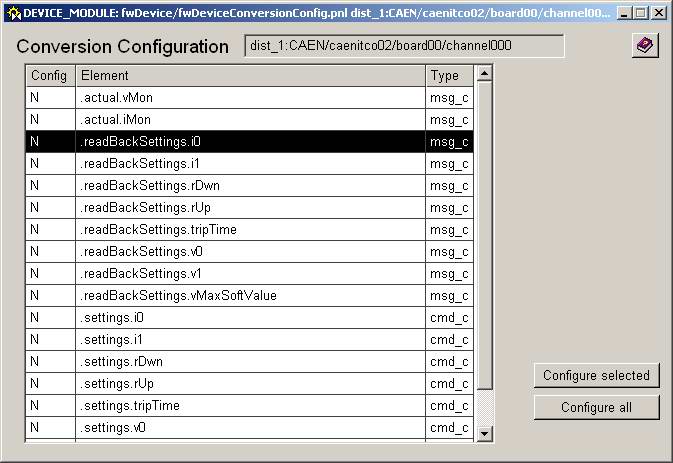 DEVICE_MODULE: fwDevice/fwDeviceConversionConfig.pnl dist_1:CAEN/caenitco02/board00/channel00...
Conversion Configuration dist_1:CAEN/caenitco02/board00/channel000
Config Element Type
N .actual.vMon msg_c
N .actual.iMon msg_c
N .readBackSettings.i0 msg_c
N .readBackSettings.i1 msg_c
N .readBackSettings.rDwn msg_c
N .readBackSettings.rUp msg_c
N .readBackSettings.tripTime msg_c
N .readBackSettings.v0 msg_c
N .readBackSettings.v1 msg_c
N .readBackSettings.vMaxSoftValue msg_c
N .settings.i0 cmd_c
N .settings.i1 cmd_c
N .settings.rDwn cmd_c
N .settings.rUp cmd_c
N .settings.tripTime cmd_c
N .settings.v0 cmd_c
Configure selected
Configure all